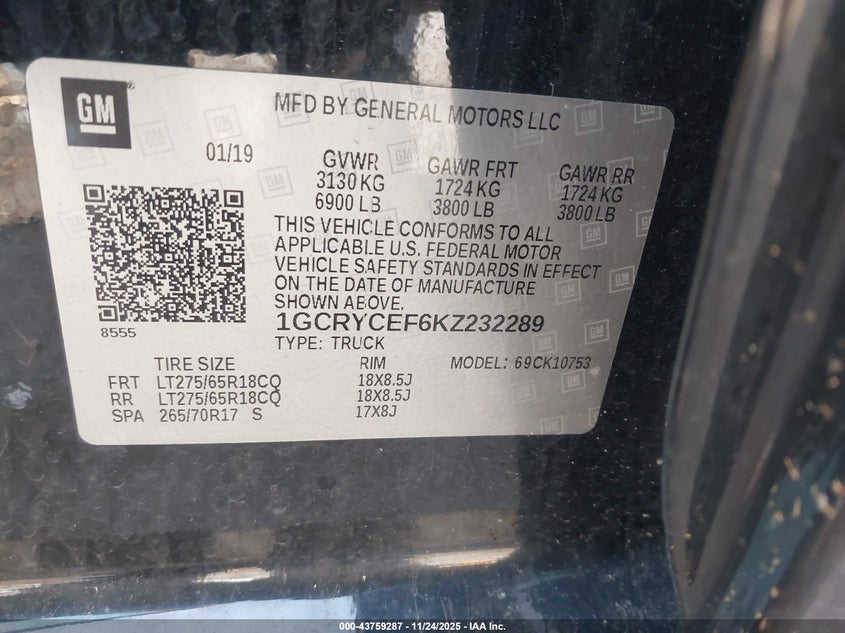 GM
MFD BY GENERAL MOTORS LLC
01/19 GVWR GAWR FRT GAWR RR
3130 KG 1724 KG 1724 KG
6900 LB 3800 LB 3800 LB
THIS VEHICLE CONFORMS TO ALL
APPLICABLE U.S. FEDERAL MOTOR
VEHICLE SAFETY STANDARDS IN EFFECT
ON THE DATE OF MANUFACTURE
SHOWN ABOVE.
8555
1GCRYCEF6KZ232289
TYPE: TRUCK
TIRE SIZE RIM MODEL: 69CK10753
FRT LT275/65R18CQ 18X8.5J
RR LT275/65R18CQ 18X8.5J
SPA 265/70R17 S 17X8J
000-43759287 - 11/24/2025 - IAA Inc.